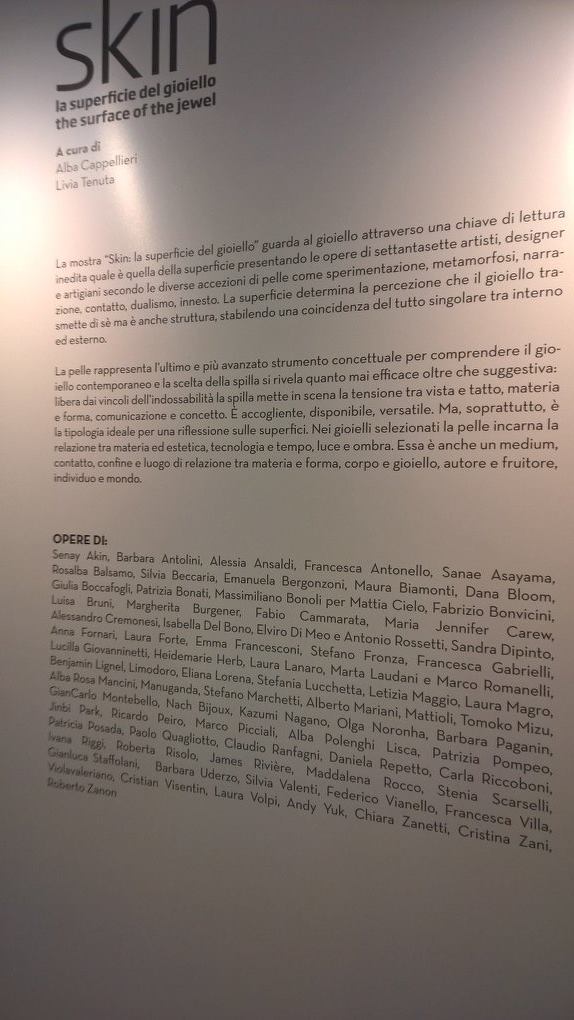 skin
la superficie del gioiello
the surface of the jewel
A cura di
Alba Cappellieri
Livia Tenuta
La mostra "Skin: la superficie del gioiello" guarda al gioiello attraverso una chiave di lettura
inedita quale è quella della superficie presentando le opere di settantasette artisti, designer
e artigiani secondo le diverse accezioni di pelle come sperimentazione, metamorfosi, narra-
zione, contatto, dualismo, innesto. La superficie determina la percezione che il gioiello tra-
smette di sè ma è anche struttura, stabilendo una coincidenza del tutto singolare tra interno
ed esterno.
La pelle rappresenta l'ultimo e più avanzato strumento concettuale per comprendere il gio-
iello contemporaneo e la scelta della spilla si rivela quanto mai efficace oltre che suggestiva:
libera dai vincoli dell'indossabilità la spilla mette in scena la tensione tra vista e tatto, materia
e forma, comunicazione e concetto. È accogliente, disponibile, versatile. Ma, soprattutto, è
la tipologia ideale per una riflessione sulle superfici. Nei gioielli selezionati la pelle incarna la
relazione tra materia ed estetica, tecnologia e tempo, luce e ombra. Essa è anche un medium,
contatto, confine e luogo di relazione tra materia e forma, corpo e gioiello, autore e fruitore,
individuo e mondo.
OPERE DI:
Senay Akin, Barbara Antolini, Alessia Ansaldi, Francesca Antonello, Sanae Asayama,
Rosalba Balsamo, Silvia Beccaria, Emanuela Bergonzoni, Maura Biamonti, Dana Bloom,
Giulia Boccafogli, Patrizia Bonati, Massimiliano Bonoli per Mattia Cielo, Fabrizio Bonvicini,
Luisa Bruni, Margherita Burgener, Fabio Cammarata, Maria Jennifer Carew,
Alessandro Cremonesi, Isabella Del Bono, Elviro Di Meo e Antonio Rossetti, Sandra Dipinto,
Anna Fornari, Laura Forte, Emma Francesconi, Stefano Fronza, Francesca Gabrielli,
Lucilla Giovanninetti, Heidemarie Herb, Laura Lanaro, Marta Laudani e Marco Romanelli,
Benjamin Lignel, Limodoro, Eliana Lorena, Stefania Lucchetta, Letizia Maggio, Laura Magro,
Alba Rosa Mancini, Manuganda, Stefano Marchetti, Alberto Mariani, Mattioli, Tomoko Mizu,
GianCarlo Montebello, Nach Bijoux, Kazumi Nagano, Olga Noronha, Barbara Paganin,
Jinbi Park, Ricardo Peiro, Marco Picciali, Alba Polenghi Lisca, Patrizia Pompeo,
Patricia Posada, Paolo Quagliotto, Claudio Ranfagni, Daniela Repetto, Carla Riccoboni,
Ivana Riggi, Roberta Risolo, James Rivière, Maddalena Rocco, Stenia Scarselli,
Gianluca Staffolani, Barbara Uderzo, Silvia Valenti, Federico Vianello, Francesca Villa,
Violavaleriano, Cristian Visentin, Laura Volpi, Andy Yuk, Chiara Zanetti, Cristina Zani,
Roberto Zanon